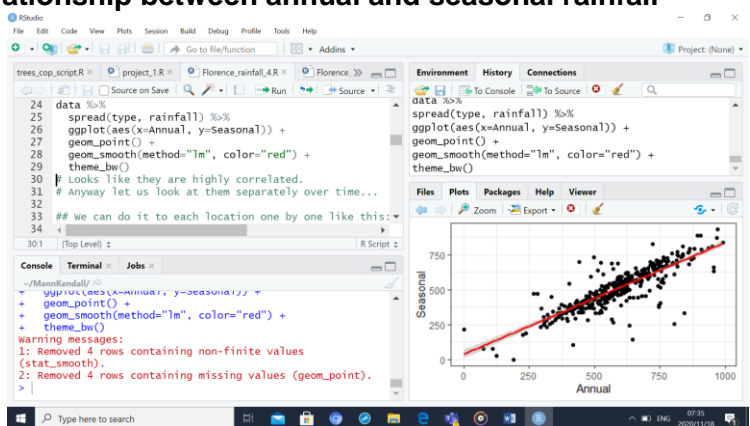 ationship between annual and seasonal rainfall
RStudio
File Edit Code View Plots Session Build Debug Profile Tools Help
Go to file/function Addins Project: (None)
trees_cop_script.R × project_1.R × Florence_rainfall_4.R × Florence_
Source on Save Run Source
24 data %>%
25 spread(type, rainfall) %>%
26 ggplot(aes(x=Annual, y=Seasonal)) +
27 geom_point() +
28 geom_smooth(method="lm", color="red") +
29 theme_bw()
30 # Looks like they are highly correlated.
31 # Anyway let us look at them separately over time...
32
33 ## We can do it to each location one by one like this:
34
30:1 (Top Level) R Script
Console Terminal × Jobs ×
~/MannKendall/
+ ggplot(aes(x=Annual, y=Seasonal)) +
+ geom_point() +
+ geom_smooth(method="lm", color="red") +
+ theme_bw()
Warning messages:
1: Removed 4 rows containing non-finite values
(stat_smooth).
2: Removed 4 rows containing missing values (geom_point).
>
Environment History Connections
To Console To Source
data %>%
spread(type, rainfall) %>%
ggplot(aes(x=Annual, y=Seasonal)) +
geom_point() +
geom_smooth(method="lm", color="red") +
theme_bw()
Files Plots Packages Help Viewer
Zoom Export
Seasonal
750
500
250
0
0 250 500 750 1000
Annual
Type here to search
ENG
07:35
2020/11/18